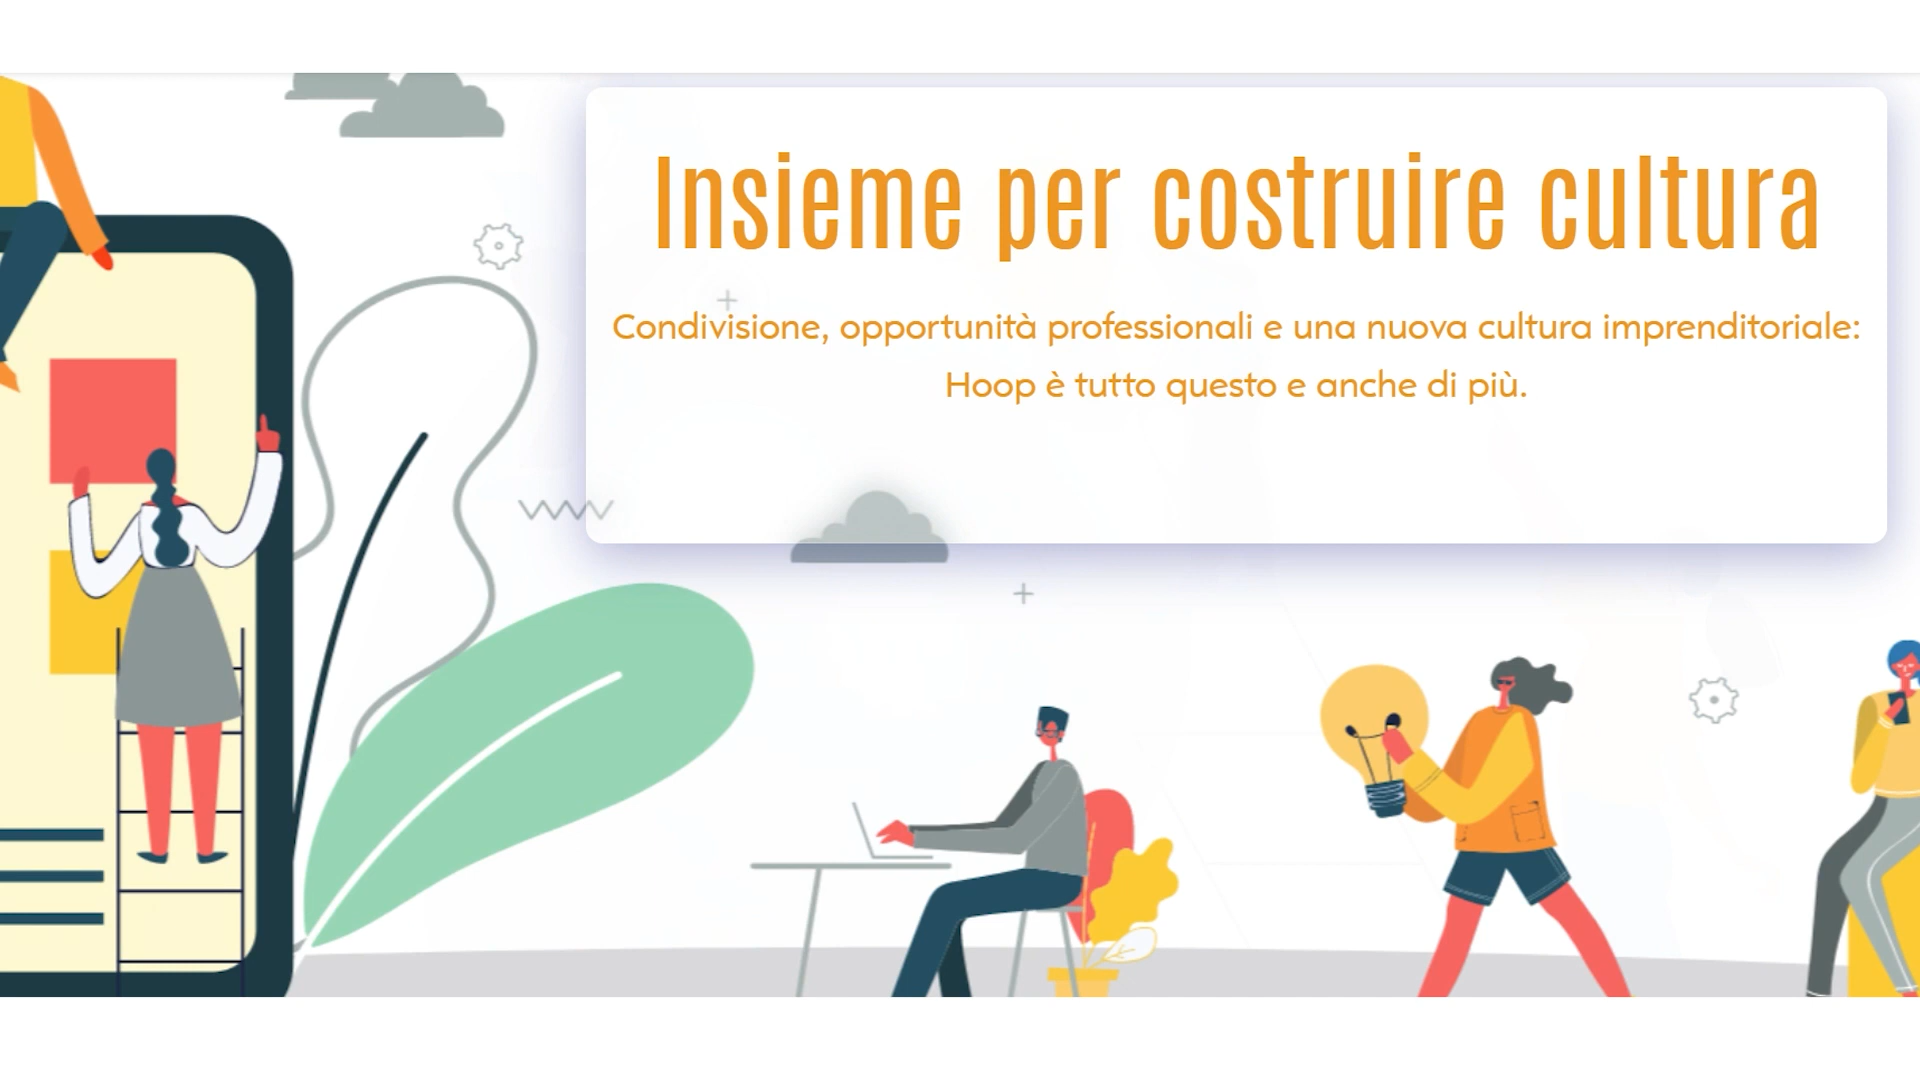 Insieme per costruire cultura
Condivisione, opportunità professionali e una nuova cultura imprenditoriale:
Hoop è tutto questo e anche di più.